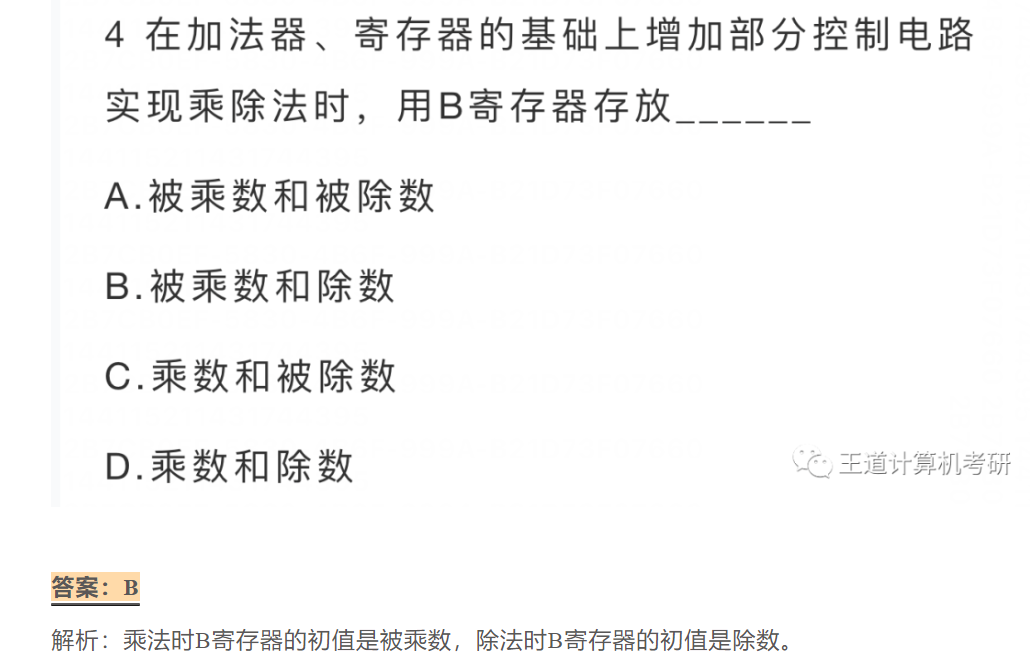 4 在加法器、寄存器的基础上增加部分控制电路
实现乘除法时，用B寄存器存放______
A.被乘数和被除数
B.被乘数和除数
C.乘数和被除数
D.乘数和除数
王道计算机考研
答案：B
解析：乘法时B寄存器的初值是被乘数，除法时B寄存器的初值是除数。